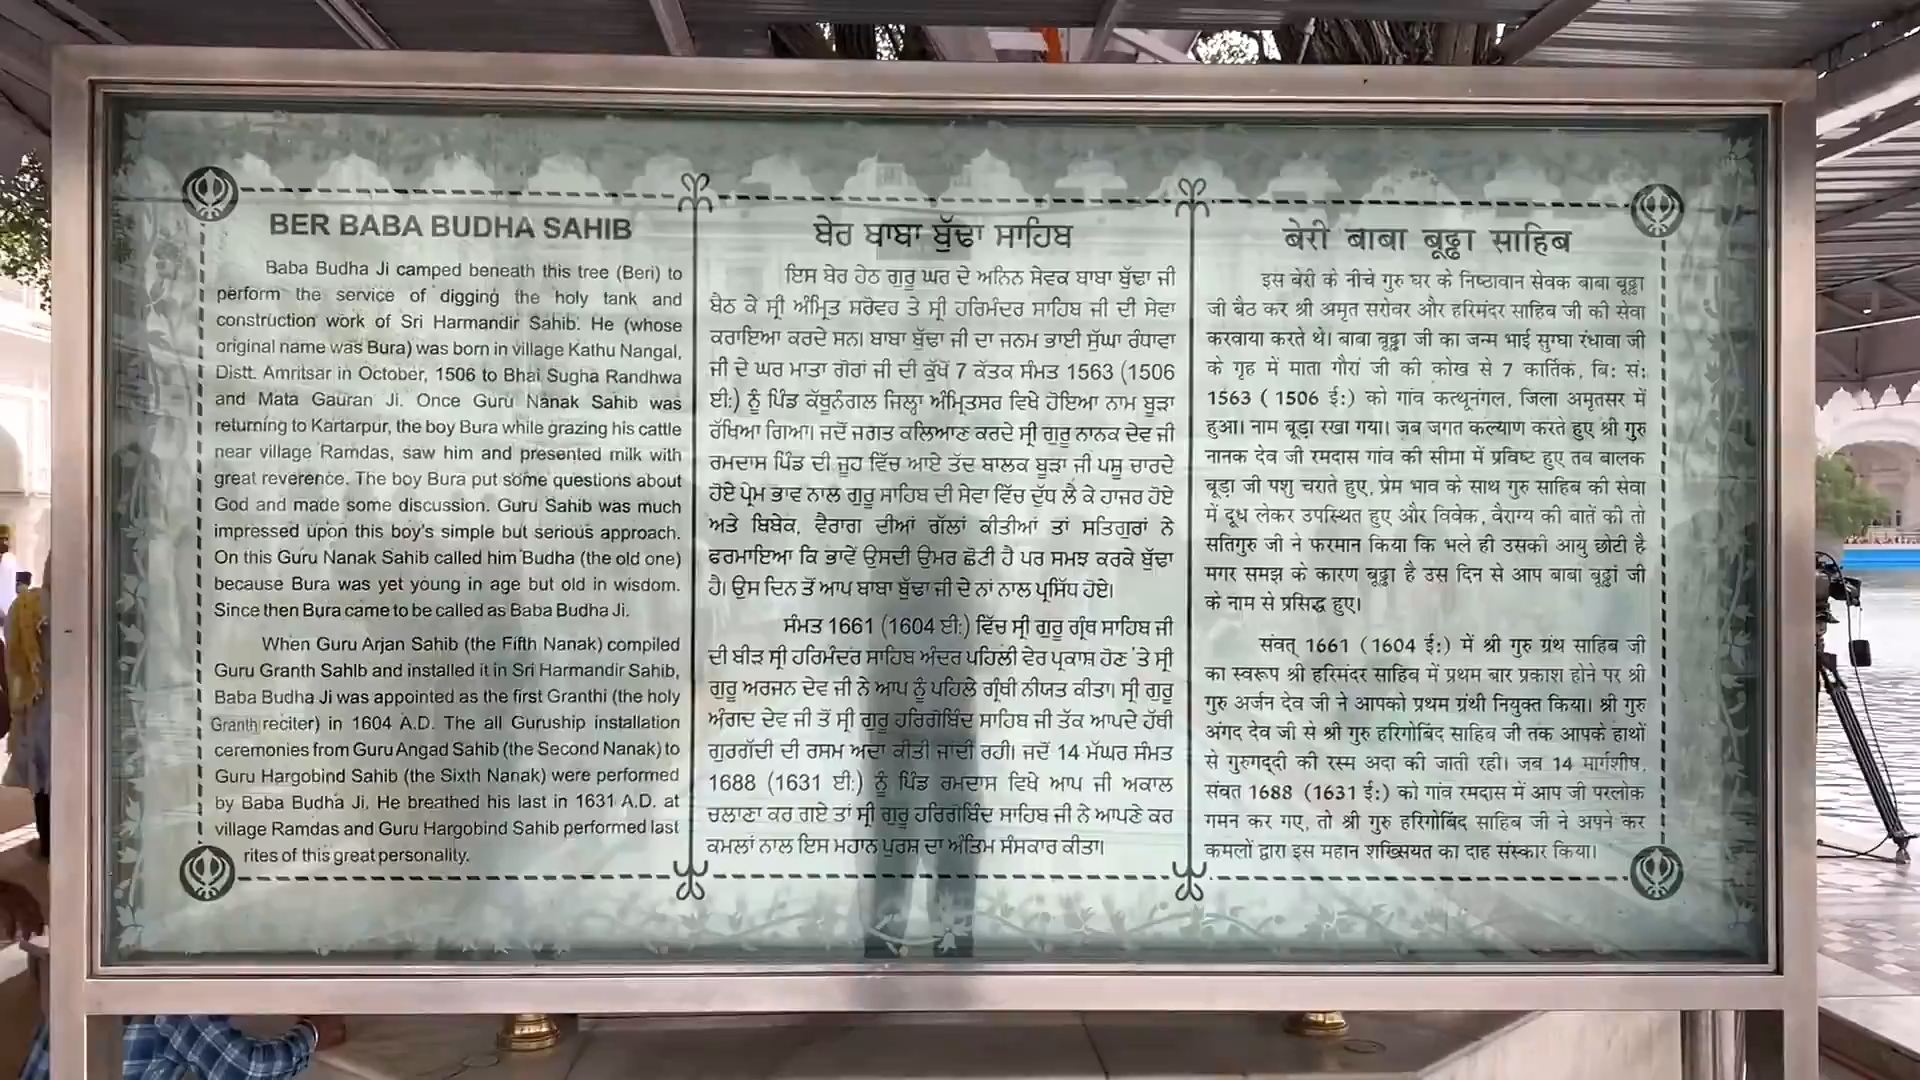 BER BABA BUDHA SAHIB
Baba Budha Ji camped beneath this tree (Beri) to
perform the service of digging the holy tank and
construction work of Sri Harmandir Sahib. He (whose
original name was Bura) was born in village Kathu Nangal,
Distt. Amritsar in October, 1506 to Bhai Sugha Randhwa
and Mata Gauran Ji. Once Guru Nanak Sahib was
returning to Kartarpur, the boy Bura while grazing his cattle
near village Ramdas, saw him and presented milk with
great reverence. The boy Bura put some questions about
God and made some discussion. Guru Sahib was much
impressed upon this boy's simple but serious approach.
On this Guru Nanak Sahib called him Budha (the old one)
because Bura was yet young in age but old in wisdom.
Since then Bura came to be called as Baba Budha Ji.
When Guru Arjan Sahib (the Fifth Nanak) compiled
Guru Granth Sahib and installed it in Sri Harmandir Sahib,
Baba Budha Ji was appointed as the first Granthi (the holy
Granth reciter) in 1604 A.D. The all Guruship installation
ceremonies from Guru Angad Sahib (the Second Nanak) to
Guru Hargobind Sahib (the Sixth Nanak) were performed
by Baba Budha Ji. He breathed his last in 1631 A.D. at
village Ramdas and Guru Hargobind Sahib performed last
rites of this great personality.
ਬੇਰ ਬਾਬਾ ਬੁੱਢਾ ਸਾਹਿਬ
ਇਸ ਬੇਰ ਹੇਠ ਗੁਰੂ ਘਰ ਦੇ ਅਨਿਨ ਸੇਵਕ ਬਾਬਾ ਬੁੱਢਾ ਜੀ
ਬੈਠ ਕੇ ਸ੍ਰੀ ਅੰਮ੍ਰਿਤ ਸਰੋਵਰ ਤੇ ਸ੍ਰੀ ਹਰਿਮੰਦਰ ਸਾਹਿਬ ਜੀ ਦੀ ਸੇਵਾ
ਕਰਾਇਆ ਕਰਦੇ ਸਨ। ਬਾਬਾ ਬੁੱਢਾ ਜੀ ਦਾ ਜਨਮ ਭਾਈ ਸੁੱਘਾ ਰੰਧਾਵਾ
ਜੀ ਦੇ ਘਰ ਮਾਤਾ ਗੋਰਾਂ ਜੀ ਦੀ ਕੁੱਖੋਂ 7 ਕੱਤਕ ਸੰਮਤ 1563 (1506
ਈ:) ਨੂੰ ਪਿੰਡ ਕੱਥੂਨੰਗਲ ਜਿਲ੍ਹਾ ਅੰਮ੍ਰਿਤਸਰ ਵਿਖੇ ਹੋਇਆ ਨਾਮ ਬੂੜਾ
ਰੱਖਿਆ ਗਿਆ। ਜਦੋਂ ਜਗਤ ਕਲਿਆਣ ਕਰਦੇ ਸ੍ਰੀ ਗੁਰੂ ਨਾਨਕ ਦੇਵ ਜੀ
ਰਮਦਾਸ ਪਿੰਡ ਦੀ ਜੂਹ ਵਿੱਚ ਆਏ ਤੱਦ ਬਾਲਕ ਬੂੜਾ ਜੀ ਪਸ਼ੂ ਚਾਰਦੇ
ਹੋਏ ਪ੍ਰੇਮ ਭਾਵ ਨਾਲ ਗੁਰੂ ਸਾਹਿਬ ਦੀ ਸੇਵਾ ਵਿੱਚ ਦੁੱਧ ਲੈ ਕੇ ਹਾਜਰ ਹੋਏ
ਅਤੇ ਬਿਬੇਕ, ਵੈਰਾਗ ਦੀਆਂ ਗੱਲਾਂ ਕੀਤੀਆਂ ਤਾਂ ਸਤਿਗੁਰਾਂ ਨੇ
ਫਰਮਾਇਆ ਕਿ ਭਾਵੇਂ ਉਸਦੀ ਉਮਰ ਛੋਟੀ ਹੈ ਪਰ ਸਮਝ ਕਰਕੇ ਬੁੱਢਾ
ਹੈ। ਉਸ ਦਿਨ ਤੋਂ ਆਪ ਬਾਬਾ ਬੁੱਢਾ ਜੀ ਦੇ ਨਾਂ ਨਾਲ ਪ੍ਰਸਿੱਧ ਹੋਏ।
ਸੰਮਤ 1661 (1604 ਈ:) ਵਿੱਚ ਸ੍ਰੀ ਗੁਰੂ ਗ੍ਰੰਥ ਸਾਹਿਬ ਜੀ
ਦੀ ਬੀੜ ਸ੍ਰੀ ਹਰਿਮੰਦਰ ਸਾਹਿਬ ਅੰਦਰ ਪਹਿਲੀ ਵੇਰ ਪ੍ਰਕਾਸ਼ ਹੋਣ 'ਤੇ ਸ੍ਰੀ
ਗੁਰੂ ਅਰਜਨ ਦੇਵ ਜੀ ਨੇ ਆਪ ਨੂੰ ਪਹਿਲੇ ਗ੍ਰੰਥੀ ਨੀਯਤ ਕੀਤਾ। ਸ੍ਰੀ ਗੁਰੂ
ਅੰਗਦ ਦੇਵ ਜੀ ਤੋਂ ਸ੍ਰੀ ਗੁਰੂ ਹਰਿਗੋਬਿੰਦ ਸਾਹਿਬ ਜੀ ਤੱਕ ਆਪਦੇ ਹੱਥੀ
ਗੁਰਗੱਦੀ ਦੀ ਰਸਮ ਅਦਾ ਕੀਤੀ ਜਾਂਦੀ ਰਹੀ। ਜਦੋਂ 14 ਮੱਘਰ ਸੰਮਤ
1688 (1631 ਈ:) ਨੂੰ ਪਿੰਡ ਰਮਦਾਸ ਵਿਖੇ ਆਪ ਜੀ ਅਕਾਲ
ਚਲਾਣਾ ਕਰ ਗਏ ਤਾਂ ਸ੍ਰੀ ਗੁਰੂ ਹਰਿਗੋਬਿੰਦ ਸਾਹਿਬ ਜੀ ਨੇ ਆਪਣੇ ਕਰ
ਕਮਲਾਂ ਨਾਲ ਇਸ ਮਹਾਨ ਪੁਰਸ਼ ਦਾ ਅੰਤਿਮ ਸੰਸਕਾਰ ਕੀਤਾ।
बेरी बाबा बूढ्ढा साहिब
इस बेरी के नीचे गुरु घर के निष्ठावान सेवक बाबा बूढ्ढा
जी बैठ कर श्री अमृत सरोवर और हरिमंदर साहिब जी की सेवा
करवाया करते थे। बाबा बूढ्ढा जी का जन्म भाई सुग्घा रंधावा जी
के गृह में माता गौरां जी की कोख से 7 कार्तिक, बि: सं:
1563 ( 1506 ई:) को गांव कत्थूनंगल, जिला अमृतसर में
हुआ। नाम बूड़ा रखा गया। जब जगत कल्याण करते हुए श्री गुरु
नानक देव जी रमदास गांव की सीमा में प्रविष्ट हुए तब बालक
बूड़ा जी पशु चराते हुए, प्रेम भाव के साथ गुरु साहिब की सेवा
में दूध लेकर उपस्थित हुए और विवेक, वैराग्य की बातें की तो
सतिगुरु जी ने फरमान किया कि भले ही उसकी आयु छोटी है
मगर समझ के कारण बूढ्ढा है उस दिन से आप बाबा बूढ्ढां जी
के नाम से प्रसिद्ध हुए।
संवत् 1661 (1604 ई:) में श्री गुरु ग्रंथ साहिब जी
का स्वरूप श्री हरिमंदर साहिब में प्रथम बार प्रकाश होने पर श्री
गुरु अर्जन देव जी ने आपको प्रथम ग्रंथी नियुक्त किया। श्री गुरु
अंगद देव जी से श्री गुरु हरिगोबिंद साहिब जी तक आपके हाथों
से गुरुगद्दी की रस्म अदा की जाती रही। जब 14 मार्गशीष,
संवत 1688 (1631 ई:) को गांव रमदास में आप जी परलोक
गमन कर गए, तो श्री गुरु हरिगोबिंद साहिब जी ने अपने कर
कमलों द्वारा इस महान शख्सियत का दाह संस्कार किया।